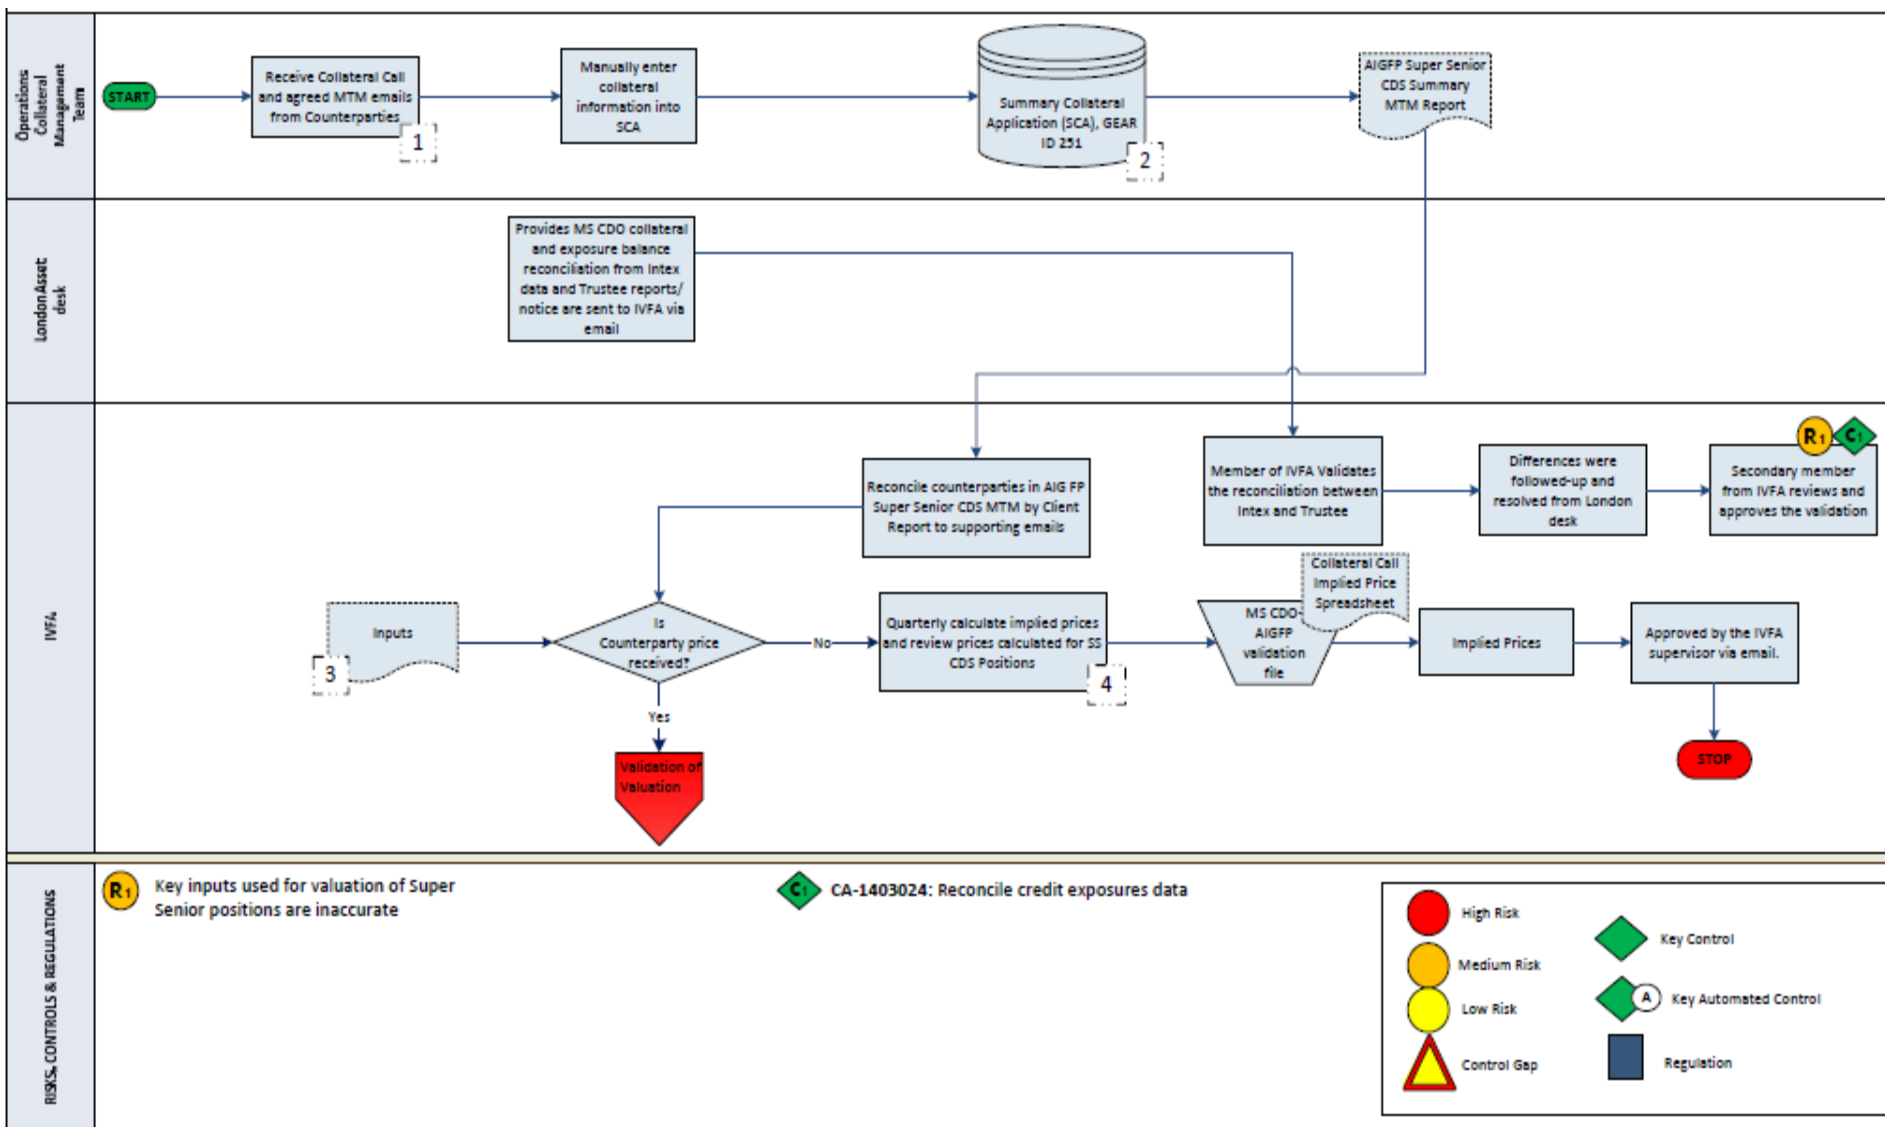 Operations
Collateral
Management
Team
START
Receive Collateral Call
and agreed MTM emails
from Counterparties
1
Manually enter
collateral
information into
SCA
Summary Collateral
Application (SCA), GEAR
ID 251
2
AIGFP Super Senior
CDS Summary
MTM Report
London Asset
desk
Provides MS CDO collateral
and exposure balance
reconciliation from Intex
data and Trustee reports/
notice are sent to IVFA via
email
IVFA
Reconcile counterparties in AIG FP
Super Senior CDS MTM by Client
Report to supporting emails
Member of IVFA Validates
the reconciliation between
Intex and Trustee
Differences were
followed-up and
resolved from London
desk
R1
C1
Secondary member
from IVFA reviews and
approves the validation
Inputs
3
Is
Counterparty price
received?
No
Yes
Validation of
Valuation
Quarterly calculate implied prices
and review prices calculated for SS
CDS Positions
4
MS CDO-
AIGFP
validation
file
Collateral Call
Implied Price
Spreadsheet
Implied Prices
Approved by the IVFA
supervisor via email.
STOP
RISKS, CONTROLS & REGULATIONS
R1
Key inputs used for valuation of Super
Senior positions are inaccurate
C1
CA-1403024: Reconcile credit exposures data
High Risk
Medium Risk
Low Risk
Control Gap
Key Control
A
Key Automated Control
Regulation